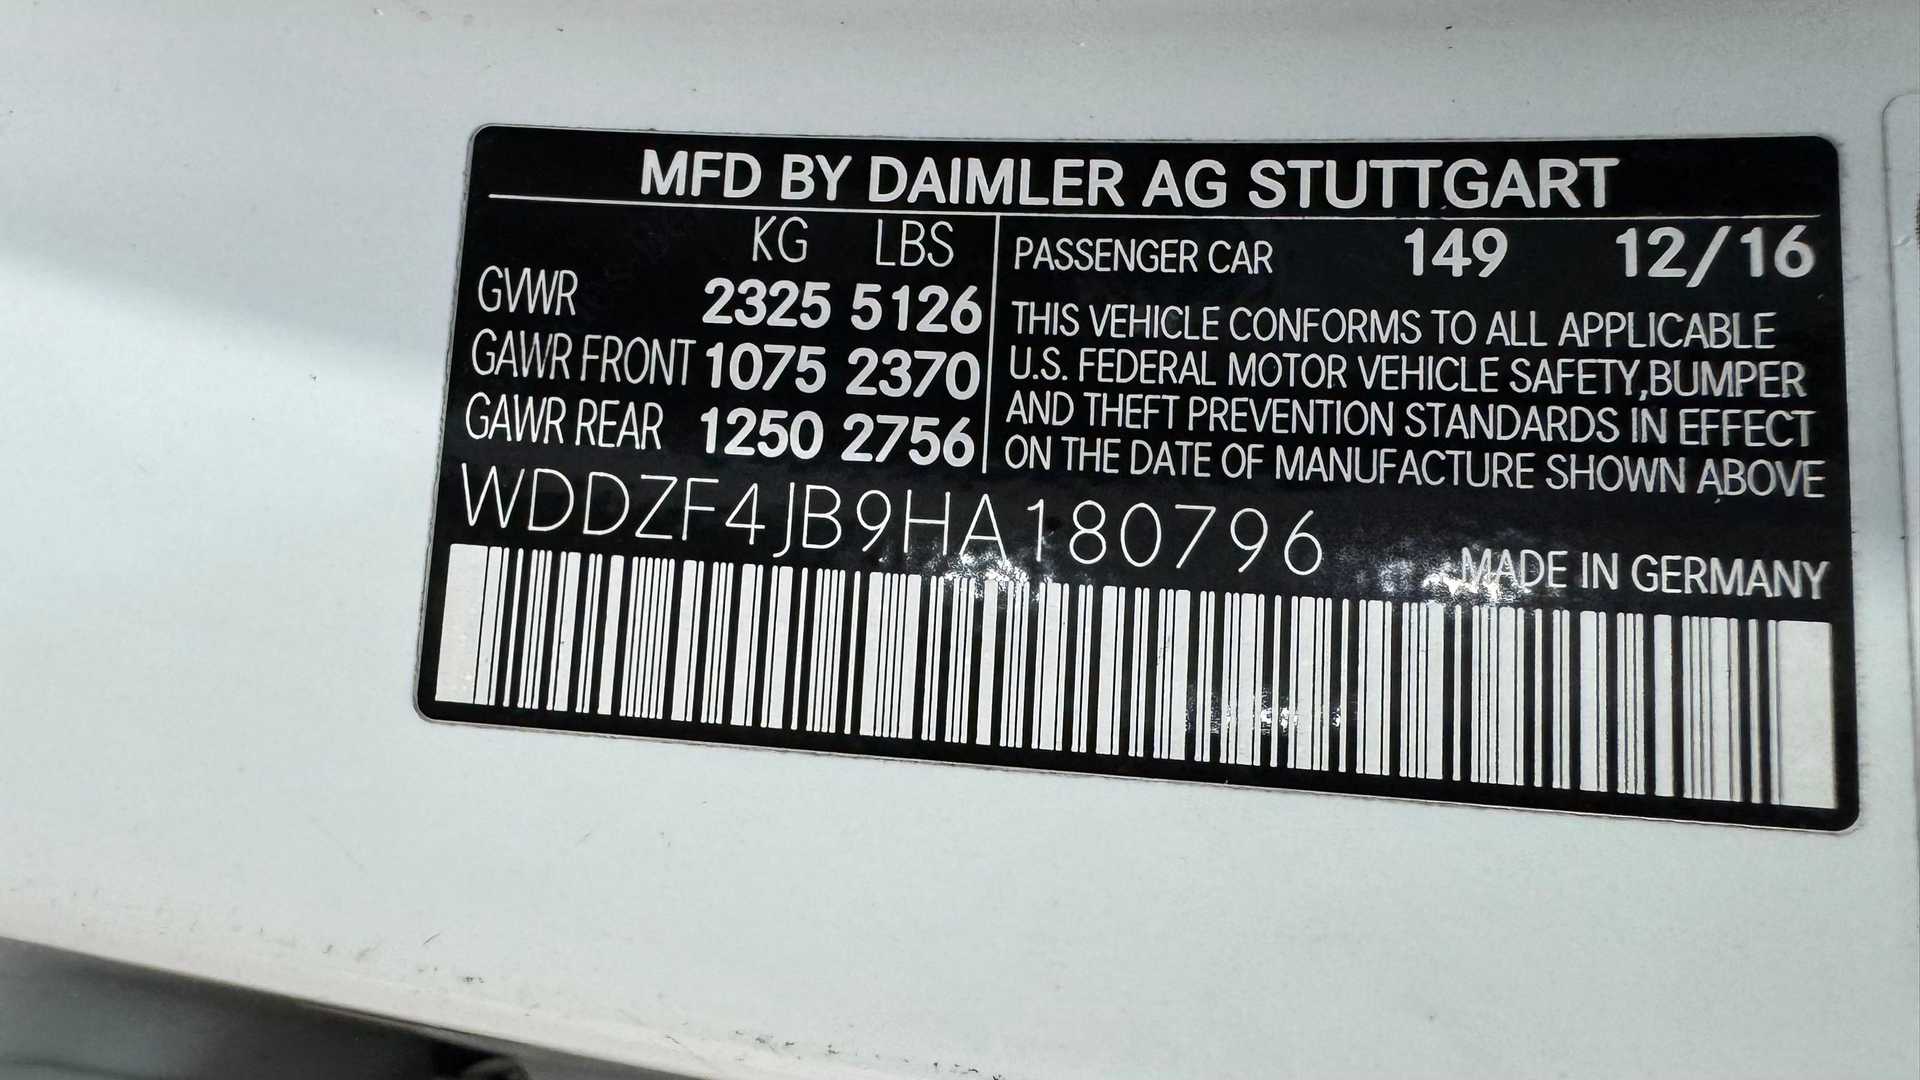 MFD BY DAIMLER AG STUTTGART
KG LBS
GVWR 2325 5126
GAWR FRONT 1075 2370
GAWR REAR 1250 2756
PASSENGER CAR 149 12/16
THIS VEHICLE CONFORMS TO ALL APPLICABLE
U.S. FEDERAL MOTOR VEHICLE SAFETY,BUMPER
AND THEFT PREVENTION STANDARDS IN EFFECT
ON THE DATE OF MANUFACTURE SHOWN ABOVE
WDDZF4JB9HA180796
MADE IN GERMANY